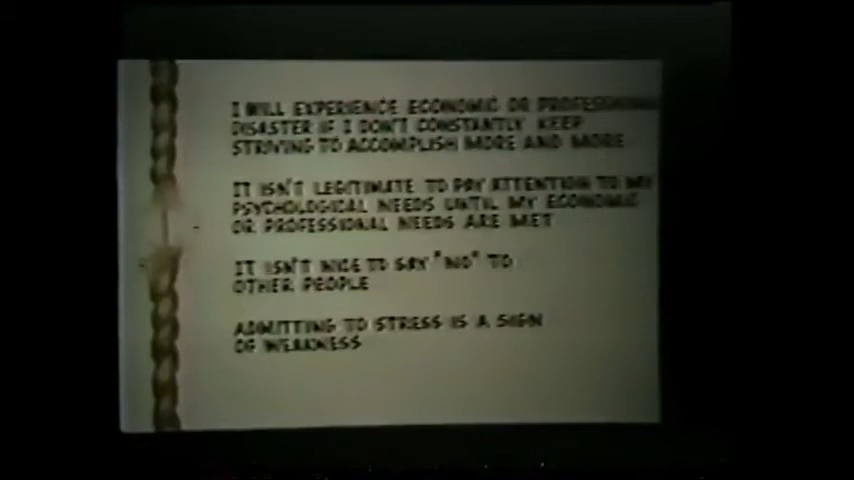 I WILL EXPERIENCE ECONOMIC OR PROFESSIONAL
DISASTER IF I DON'T CONSTANTLY KEEP
STRIVING TO ACCOMPLISH MORE AND MORE
IT ISN'T LEGITIMATE TO PAY ATTENTION TO MY
PSYCHOLOGICAL NEEDS UNTIL MY ECONOMIC
OR PROFESSIONAL NEEDS ARE MET
IT ISN'T NICE TO SAY "NO" TO
OTHER PEOPLE
ADMITTING TO STRESS IS A SIGN
OF WEAKNESS